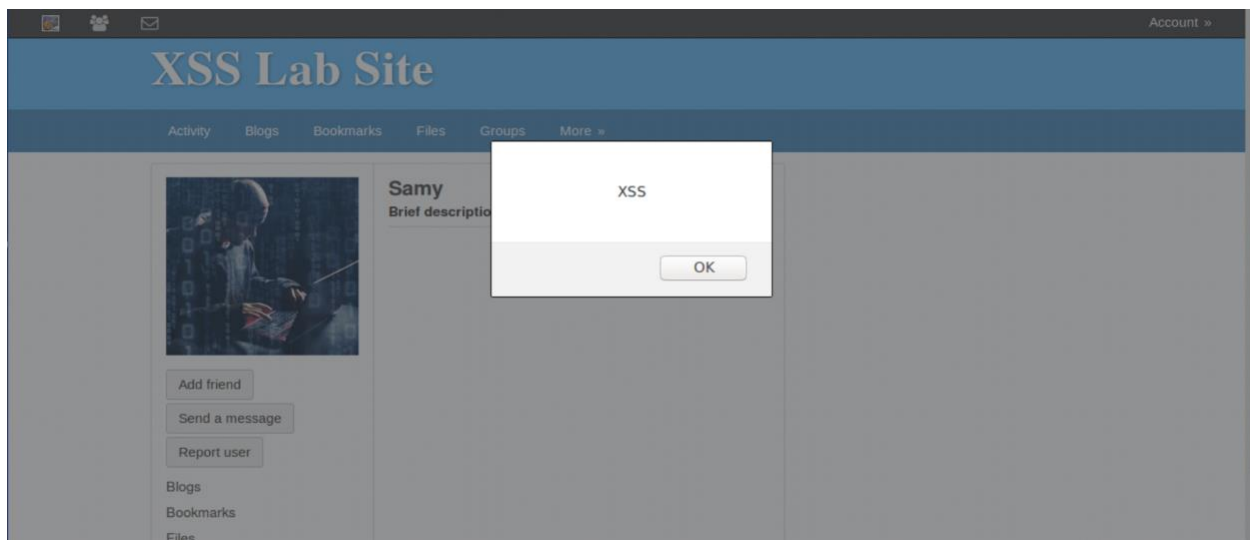 Account »
XSS Lab Site
Activity Blogs Bookmarks Files Groups More »
Samy
Brief descriptio
XSS
OK
Add friend
Send a message
Report user
Blogs
Bookmarks
Files